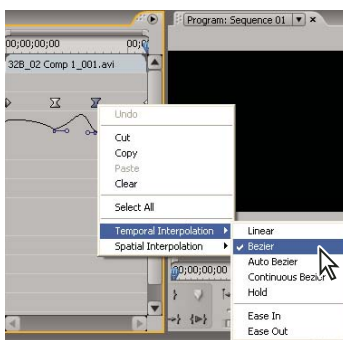 Program: Sequence 01
00;00;00;00
32B_02 Comp 1_001.avi
Undo
Cut
Copy
Paste
Clear
Select All
Temporal Interpolation
Spatial Interpolation
Linear
Bezier
Auto Bezier
Continuous Bezier
Hold
Ease In
Ease Out
00;00;00;00